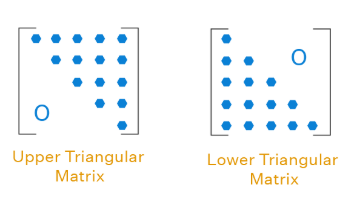 O
O
Upper Triangular
Matrix
Lower Triangular
Matrix